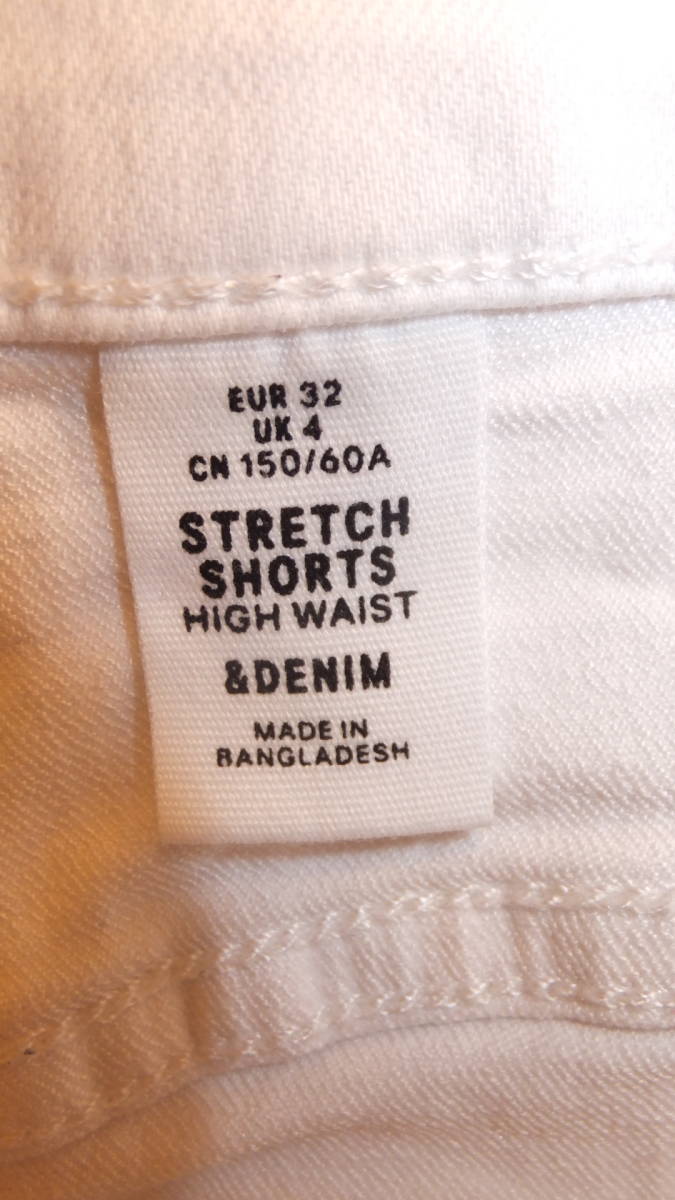 EUR 32
UK 4
CN 150/60A
STRETCH
SHORTS
HIGH WAIST
&DENIM
MADE IN
BANGLADESH